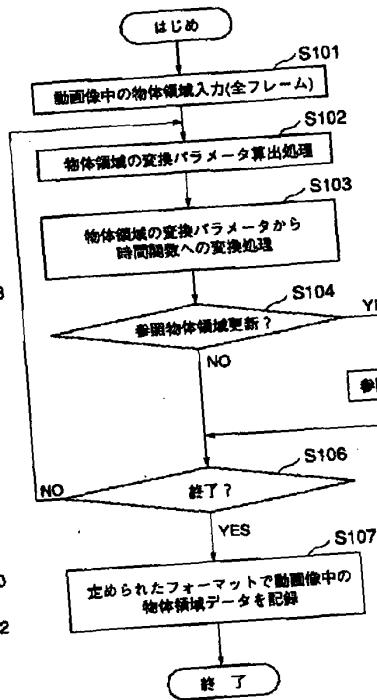 はじめ
S101
動画像中の物体領域入力(全フレーム)
S102
物体領域の変換パラメータ算出処理
S103
物体領域の変換パラメータから
時間関数への変換処理
S104
参照物体領域更新？
NO
参
S106
終了？
NO
YES
S107
定められたフォーマットで動画像中の
物体領域データを記録
終 了